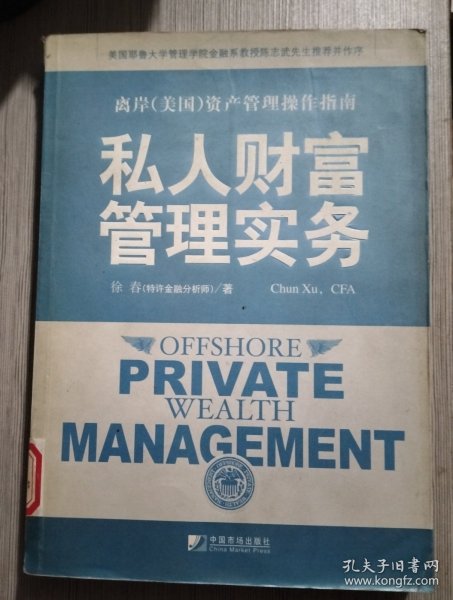 美国耶鲁大学管理学院金融系教授陈志武先生推荐并作序
离岸(美国)资产管理操作指南
私人财富
管理实务
徐春(特许金融分析师)/著 Chun Xu, CFA
OFFSHORE
PRIVATE
WEALTH
MANAGEMENT
中国市场出版社
China Market Press
孔夫子旧书网
www.kongfz.com